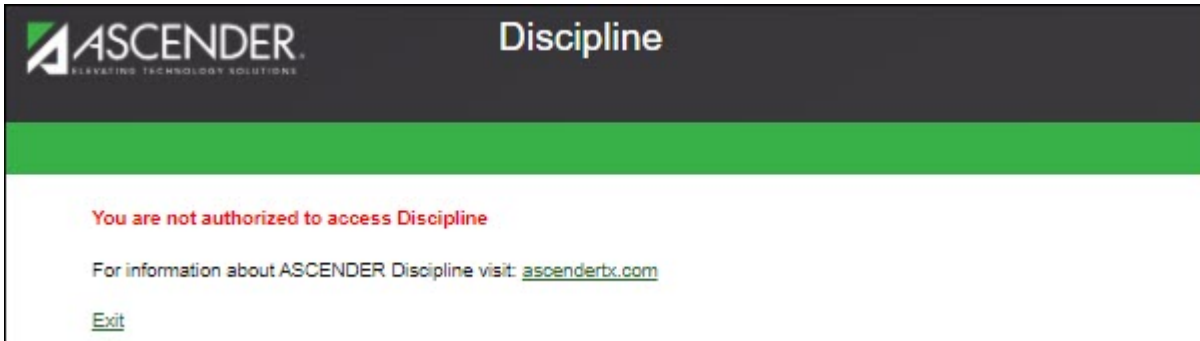 ASCENDER.
ELEVATING TECHNOLOGY SOLUTIONS
Discipline
You are not authorized to access Discipline
For information about ASCENDER Discipline visit: ascendertx.com
Exit